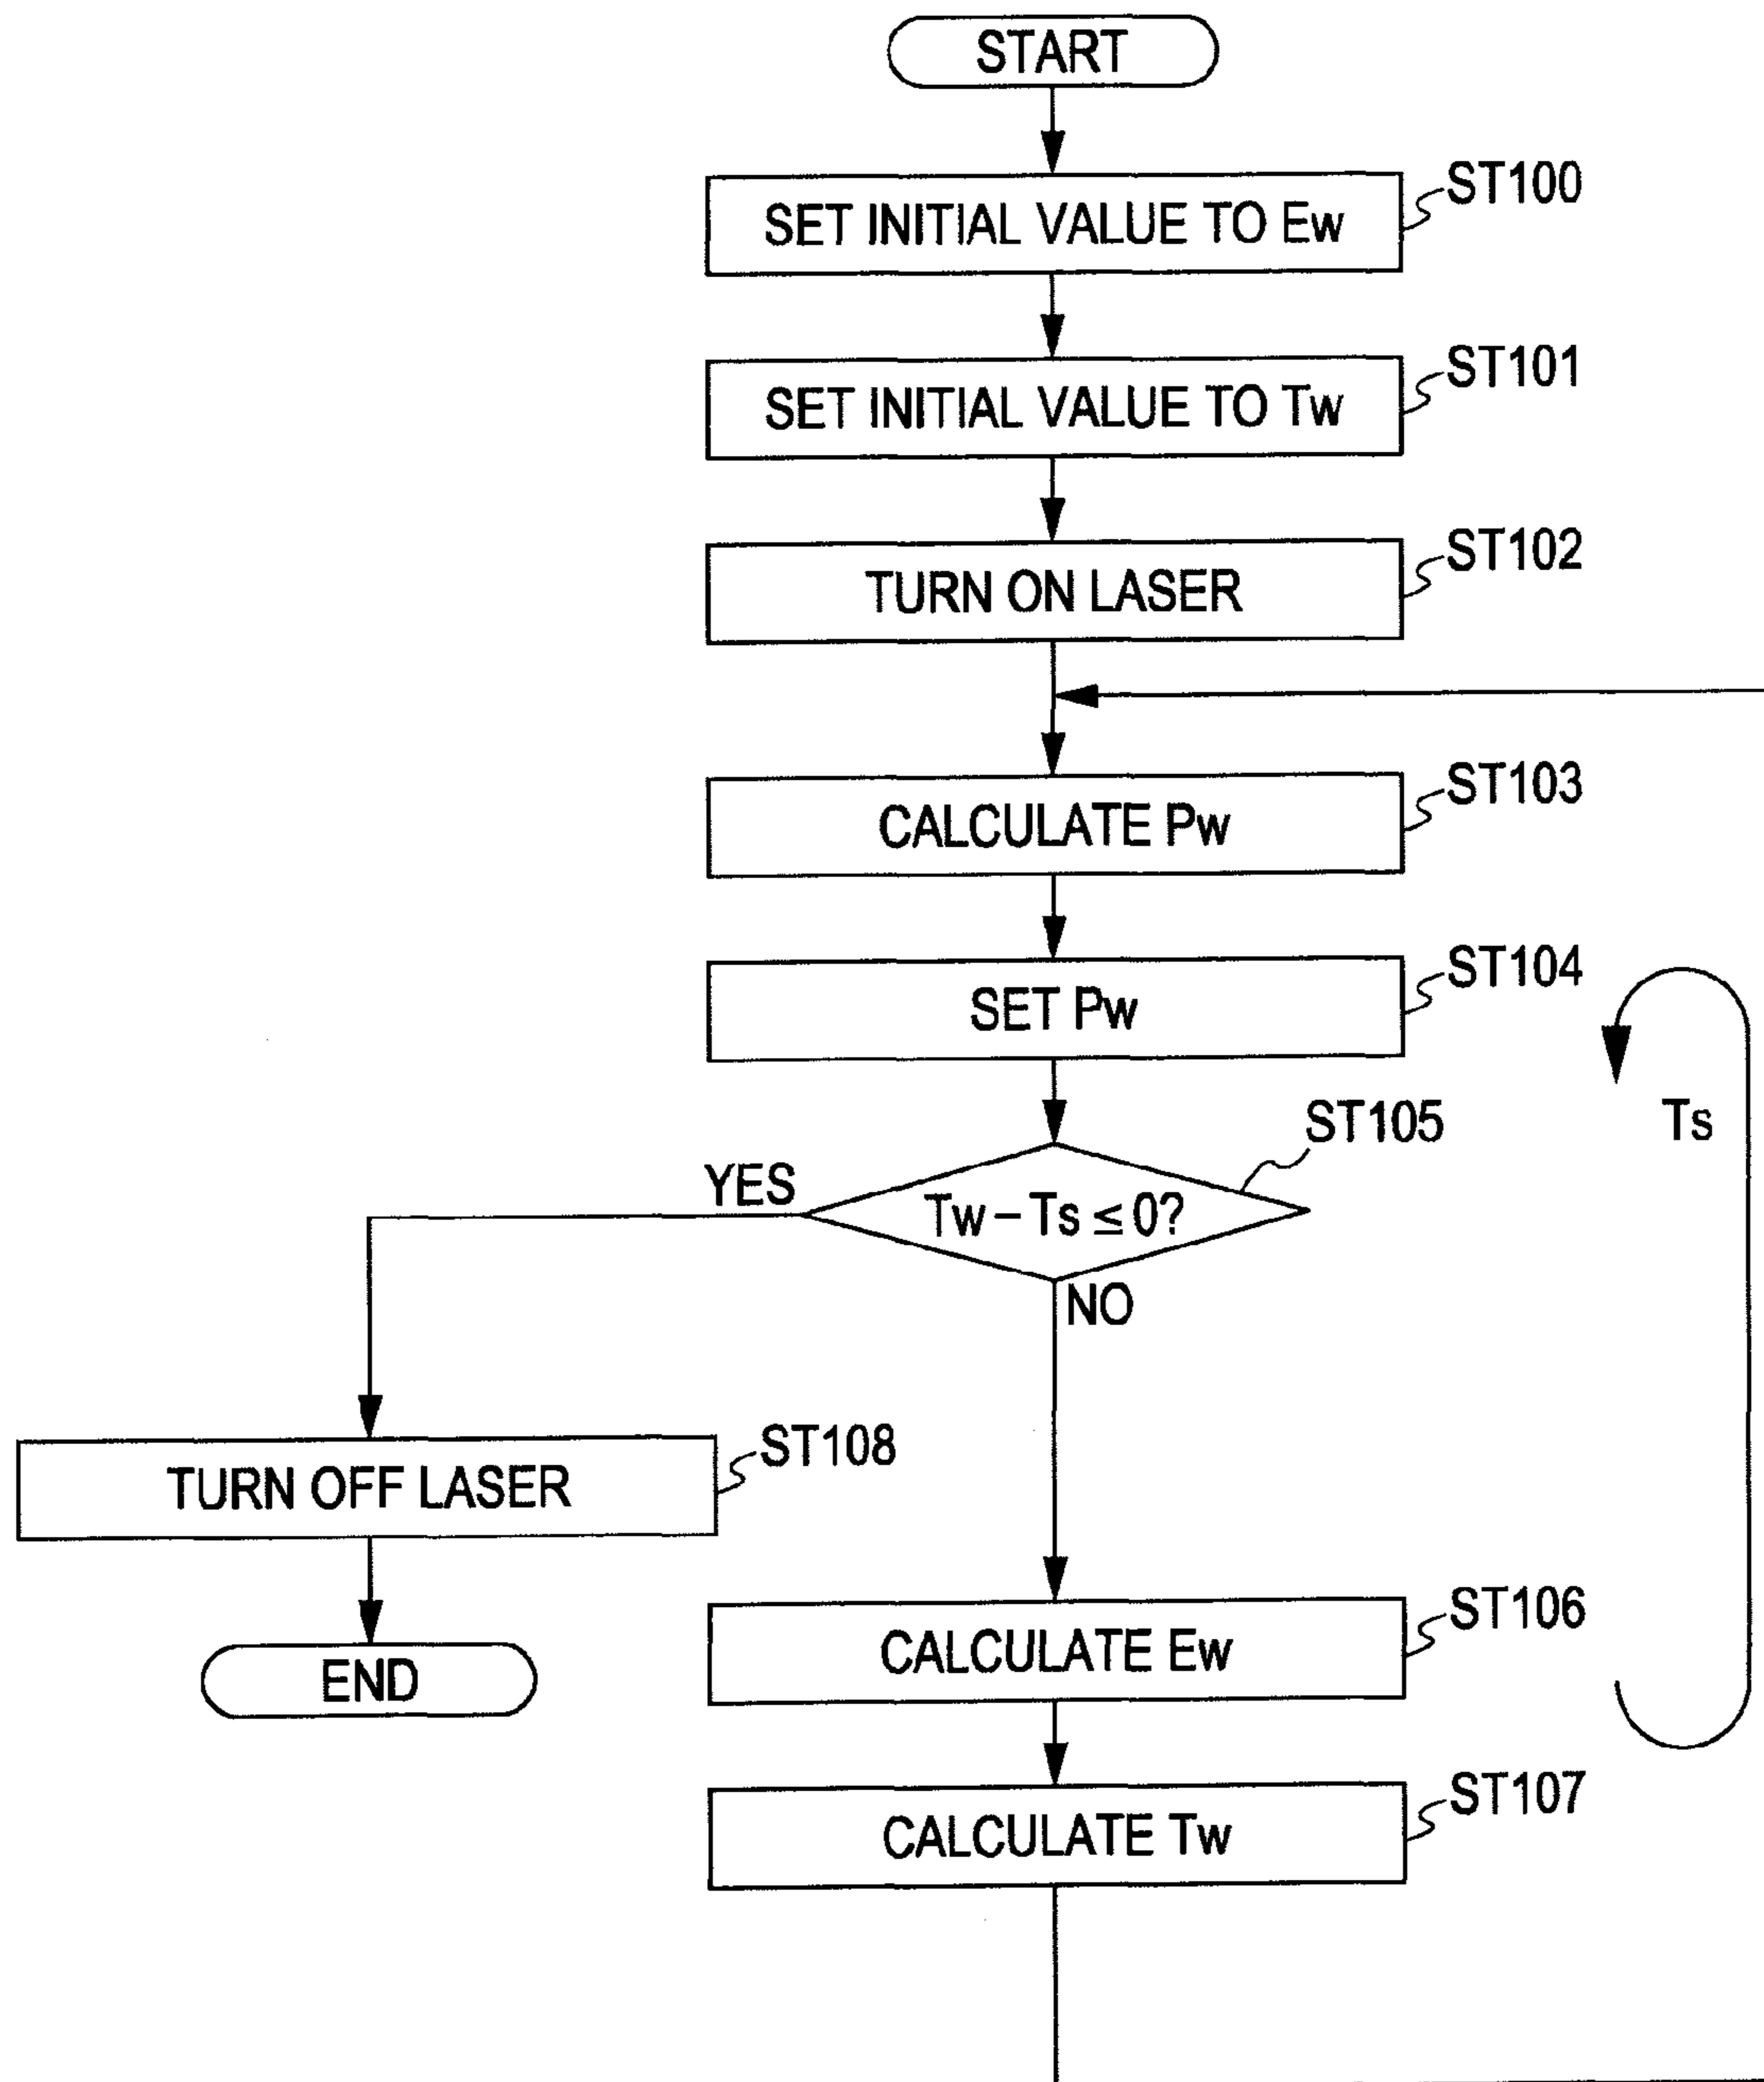 START
SET INITIAL VALUE TO Ew
ST100
SET INITIAL VALUE TO Tw
ST101
TURN ON LASER
ST102
CALCULATE Pw
ST103
SET Pw
ST104
Tw – Ts ≤ 0?
ST105
YES
NO
Ts
TURN OFF LASER
ST108
END
CALCULATE Ew
ST106
CALCULATE Tw
ST107